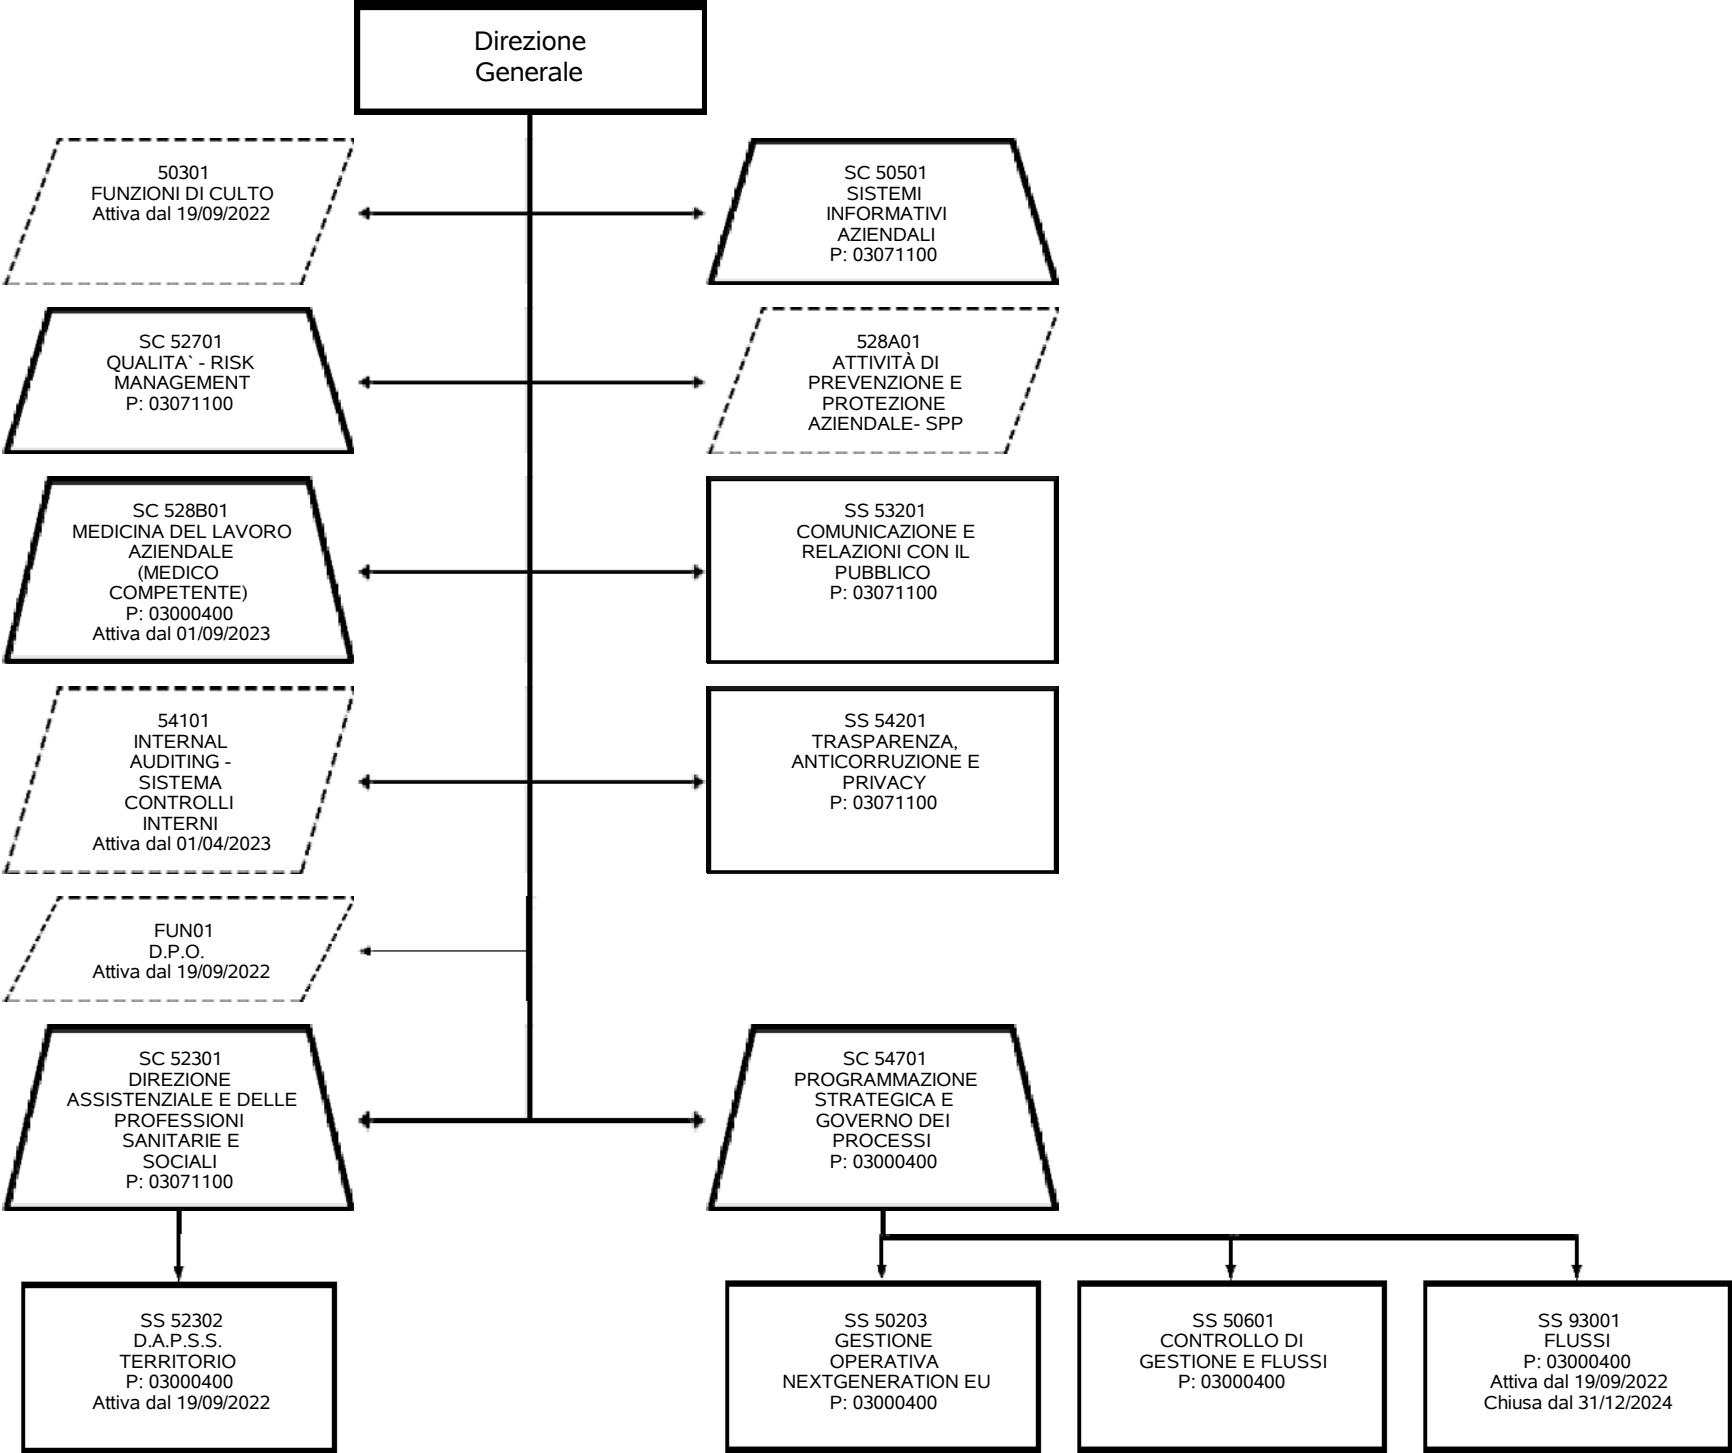 Direzione
Generale
50301
FUNZIONI DI CULTO
Attiva dal 19/09/2022
SC 50501
SISTEMI
INFORMATIVI
AZIENDALI
P: 03071100
SC 52701
QUALITA` - RISK
MANAGEMENT
P: 03071100
528A01
ATTIVITÀ DI
PREVENZIONE E
PROTEZIONE
AZIENDALE- SPP
SC 528B01
MEDICINA DEL LAVORO
AZIENDALE
(MEDICO
COMPETENTE)
P: 03000400
Attiva dal 01/09/2023
SS 53201
COMUNICAZIONE E
RELAZIONI CON IL
PUBBLICO
P: 03071100
54101
INTERNAL
AUDITING -
SISTEMA
CONTROLLI
INTERNI
Attiva dal 01/04/2023
SS 54201
TRASPARENZA,
ANTICORRUZIONE E
PRIVACY
P: 03071100
FUN01
D.P.O.
Attiva dal 19/09/2022
SC 52301
DIREZIONE
ASSISTENZIALE E DELLE
PROFESSIONI
SANITARIE E
SOCIALI
P: 03071100
SC 54701
PROGRAMMAZIONE
STRATEGICA E
GOVERNO DEI
PROCESSI
P: 03000400
SS 52302
D.A.P.S.S.
TERRITORIO
P: 03000400
Attiva dal 19/09/2022
SS 50203
GESTIONE
OPERATIVA
NEXTGENERATION EU
P: 03000400
SS 50601
CONTROLLO DI
GESTIONE E FLUSSI
P: 03000400
SS 93001
FLUSSI
P: 03000400
Attiva dal 19/09/2022
Chiusa dal 31/12/2024